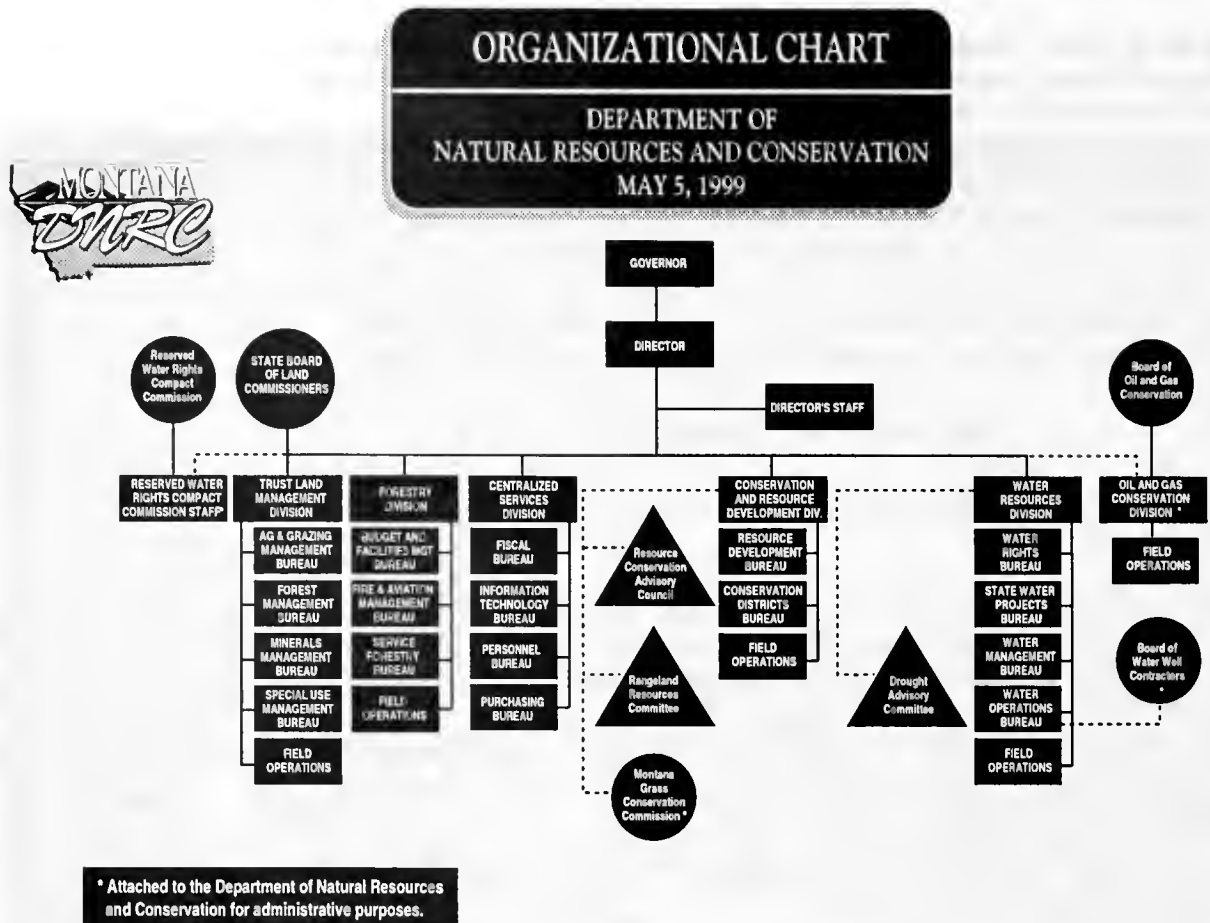 ORGANIZATIONAL CHART
DEPARTMENT OF
NATURAL RESOURCES AND CONSERVATION
MAY 5, 1999
MONTANA
DNRC
GOVERNOR
DIRECTOR
DIRECTOR'S STAFF
Reserved
Water Rights
Compact
Commission
STATE BOARD
OF LAND
COMMISSIONERS
Board of
Oil and Gas
Conservation
RESERVED WATER
RIGHTS COMPACT
COMMISSION STAFF*
TRUST LAND
MANAGEMENT
DIVISION
AG & GRAZING
MANAGEMENT
BUREAU
FOREST
MANAGEMENT
BUREAU
MINERALS
MANAGEMENT
BUREAU
SPECIAL USE
MANAGEMENT
BUREAU
FIELD
OPERATIONS
FORESTRY
DIVISION
BUDGET AND
FACILITIES MGT
BUREAU
FIRE & AVIATION
MANAGEMENT
BUREAU
SERVICE
FORESTRY
BUREAU
FIELD
OPERATIONS
CENTRALIZED
SERVICES
DIVISION
FISCAL
BUREAU
INFORMATION
TECHNOLOGY
BUREAU
PERSONNEL
BUREAU
PURCHASING
BUREAU
Resource
Conservation
Advisory
Council
Rangeland
Resources
Committee
Montana
Grass
Conservation
Commission *
CONSERVATION
AND RESOURCE
DEVELOPMENT DIV.
RESOURCE
DEVELOPMENT
BUREAU
CONSERVATION
DISTRICTS
BUREAU
FIELD
OPERATIONS
Drought
Advisory
Committee
WATER
RESOURCES
DIVISION
WATER
RIGHTS
BUREAU
STATE WATER
PROJECTS
BUREAU
WATER
MANAGEMENT
BUREAU
WATER
OPERATIONS
BUREAU
FIELD
OPERATIONS
OIL AND GAS
CONSERVATION
DIVISION *
FIELD
OPERATIONS
Board of
Water Well
Contracters
*
* Attached to the Department of Natural Resources
and Conservation for administrative purposes.